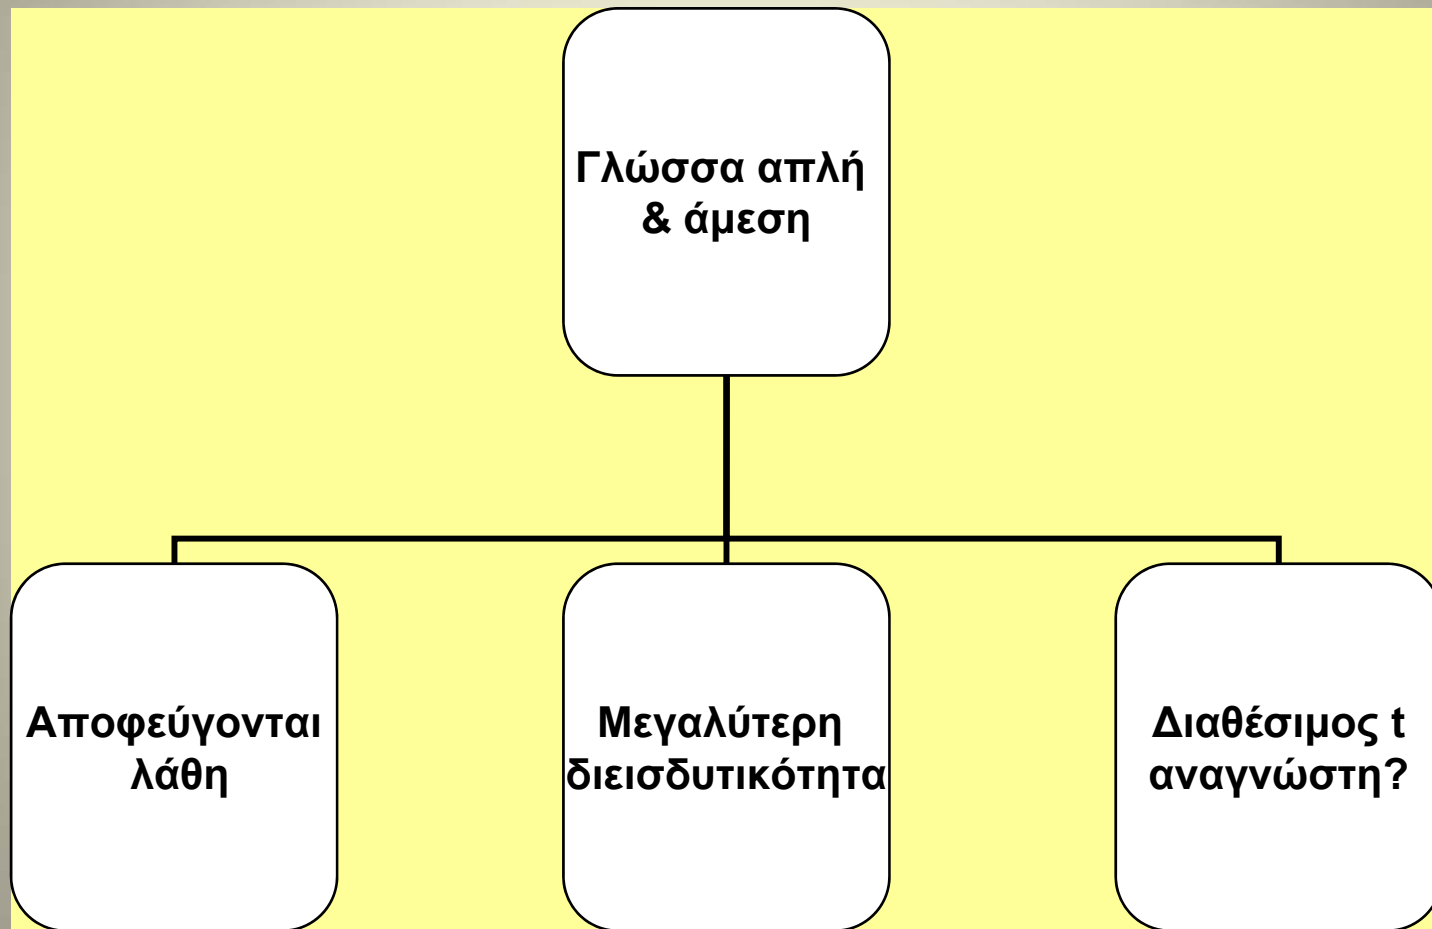 Γλώσσα απλή
& άμεση
Αποφεύγονται
λάθη
Μεγαλύτερη
διεισδυτικότητα
Διαθέσιμος t
αναγνώστη?